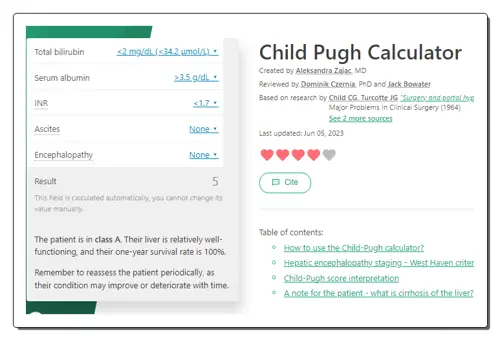 Total bilirubin <2 mg/dL (<34.2 μmol/L)
Serum albumin >3.5 g/dL
INR <1.7
Ascites None
Encephalopathy None
Result 5
This field is calculated automatically, you cannot change its
value manually.
The patient is in class A. Their liver is relatively well-
functioning, and their one-year survival rate is 100%.
Remember to reassess the patient periodically, as
their condition may improve or deteriorate with time.
Child Pugh Calculator
Created by Aleksandra Zając, MD
Reviewed by Dominik Czernia, PhD and Jack Bowater
Based on research by Child CG, Turcotte JG "Surgery and portal hyp
Major Problems in Clinical Surgery (1964)
See 2 more sources
Last updated: Jun 05, 2023
Cite
Table of contents:
How to use the Child-Pugh calculator?
Hepatic encephalopathy staging - West Haven criter
Child-Pugh score interpretation
A note for the patient - what is cirrhosis of the liver?